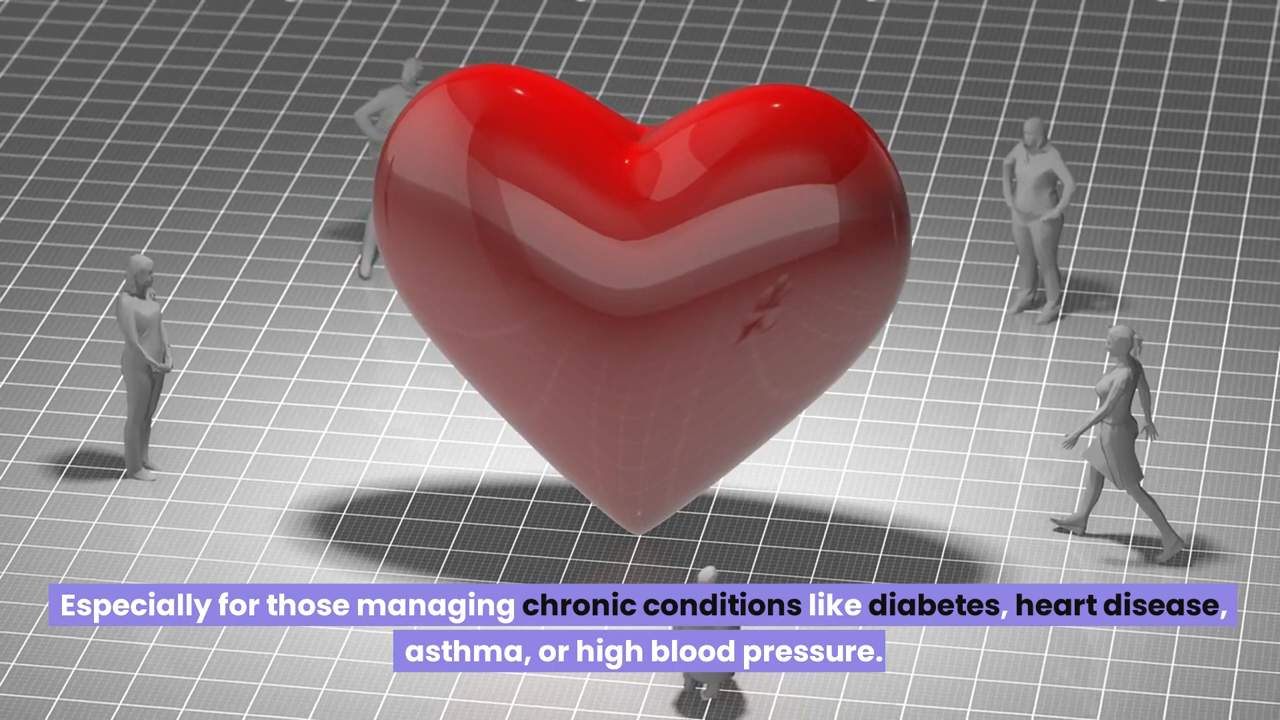 Especially for those managing chronic conditions like diabetes, heart disease,
asthma, or high blood pressure.